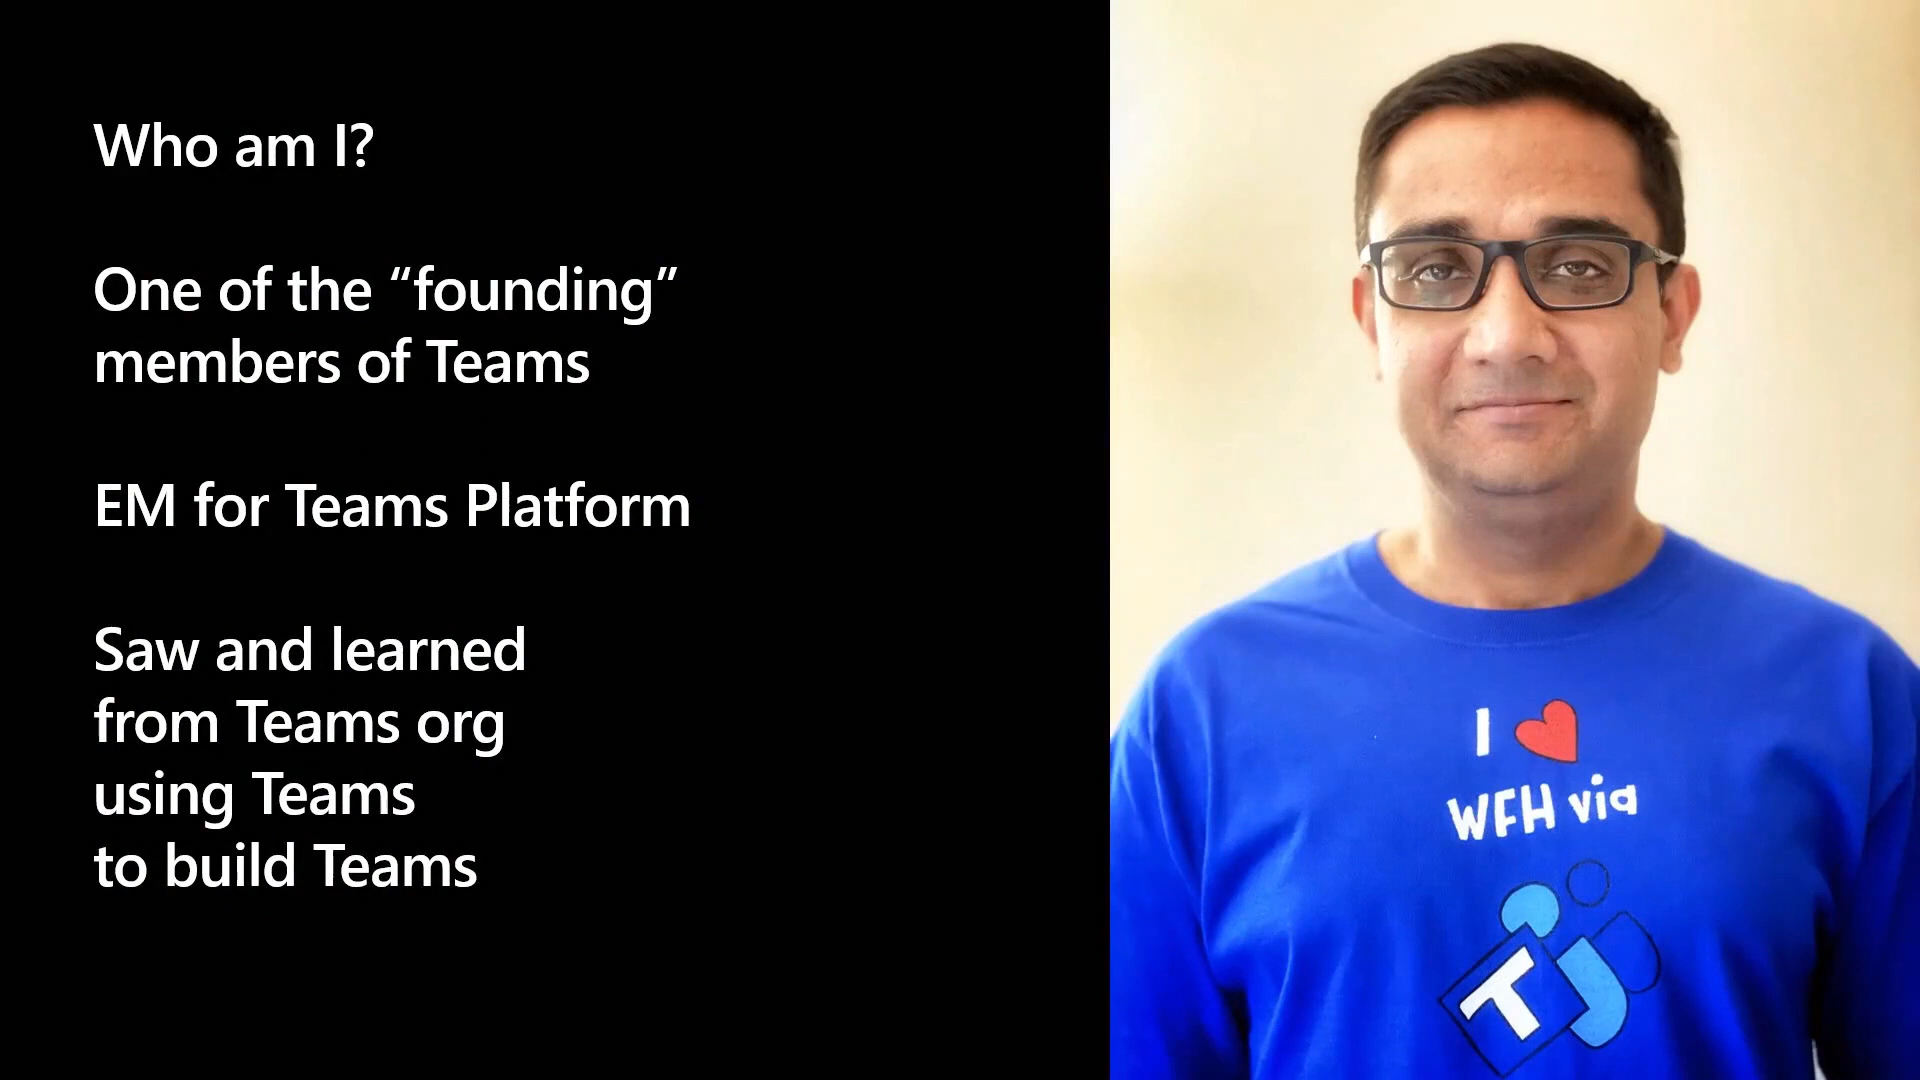 Who am I?
One of the “founding”
members of Teams
EM for Teams Platform
Saw and learned
from Teams org
using Teams
to build Teams
I
WFH via
T